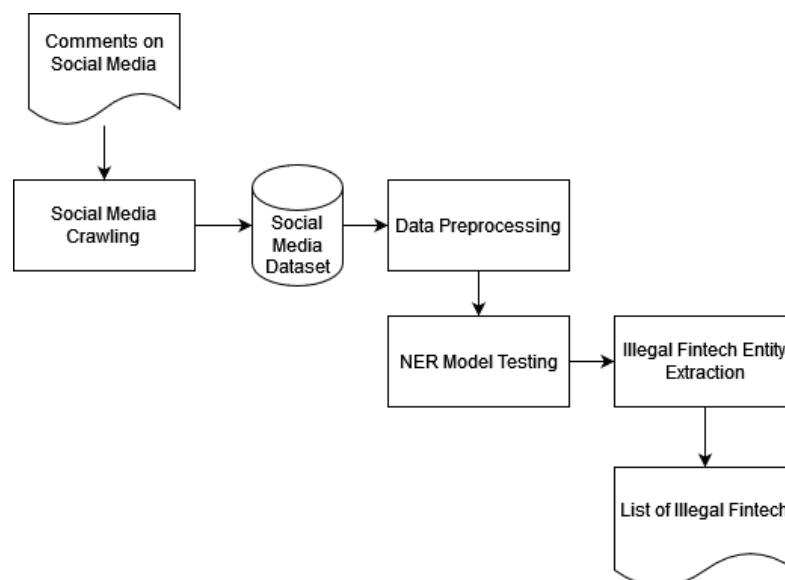 Comments on
Social Media
Social Media
Crawling
Social
Media
Dataset
Data Preprocessing
NER Model Testing
Illegal Fintech Entity
Extraction
List of Illegal Fintech